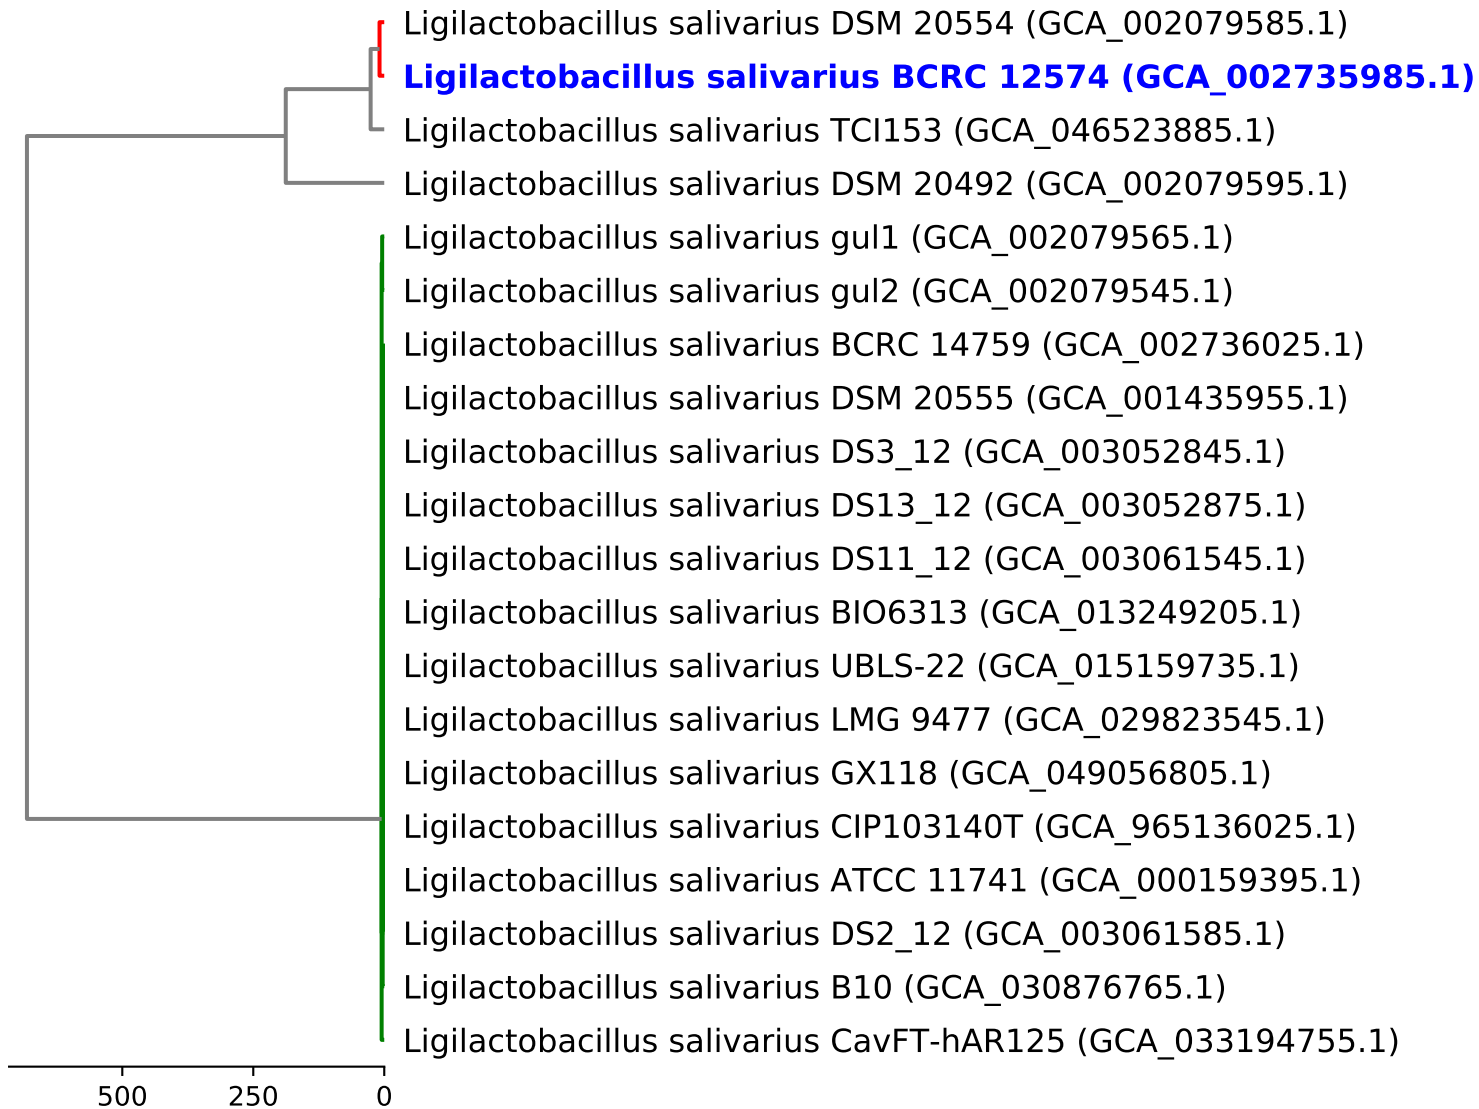 Ligilactobacillus salivarius DSM 20554 (GCA_002079585.1)
Ligilactobacillus salivarius BCRC 12574 (GCA_002735985.1)
Ligilactobacillus salivarius TCI153 (GCA_046523885.1)
Ligilactobacillus salivarius DSM 20492 (GCA_002079595.1)
Ligilactobacillus salivarius gul1 (GCA_002079565.1)
Ligilactobacillus salivarius gul2 (GCA_002079545.1)
Ligilactobacillus salivarius BCRC 14759 (GCA_002736025.1)
Ligilactobacillus salivarius DSM 20555 (GCA_001435955.1)
Ligilactobacillus salivarius DS3_12 (GCA_003052845.1)
Ligilactobacillus salivarius DS13_12 (GCA_003052875.1)
Ligilactobacillus salivarius DS11_12 (GCA_003061545.1)
Ligilactobacillus salivarius BIO6313 (GCA_013249205.1)
Ligilactobacillus salivarius UBLS-22 (GCA_015159735.1)
Ligilactobacillus salivarius LMG 9477 (GCA_029823545.1)
Ligilactobacillus salivarius GX118 (GCA_049056805.1)
Ligilactobacillus salivarius CIP103140T (GCA_965136025.1)
Ligilactobacillus salivarius ATCC 11741 (GCA_000159395.1)
Ligilactobacillus salivarius DS2_12 (GCA_003061585.1)
Ligilactobacillus salivarius B10 (GCA_030876765.1)
Ligilactobacillus salivarius CavFT-hAR125 (GCA_033194755.1)
500 250 0